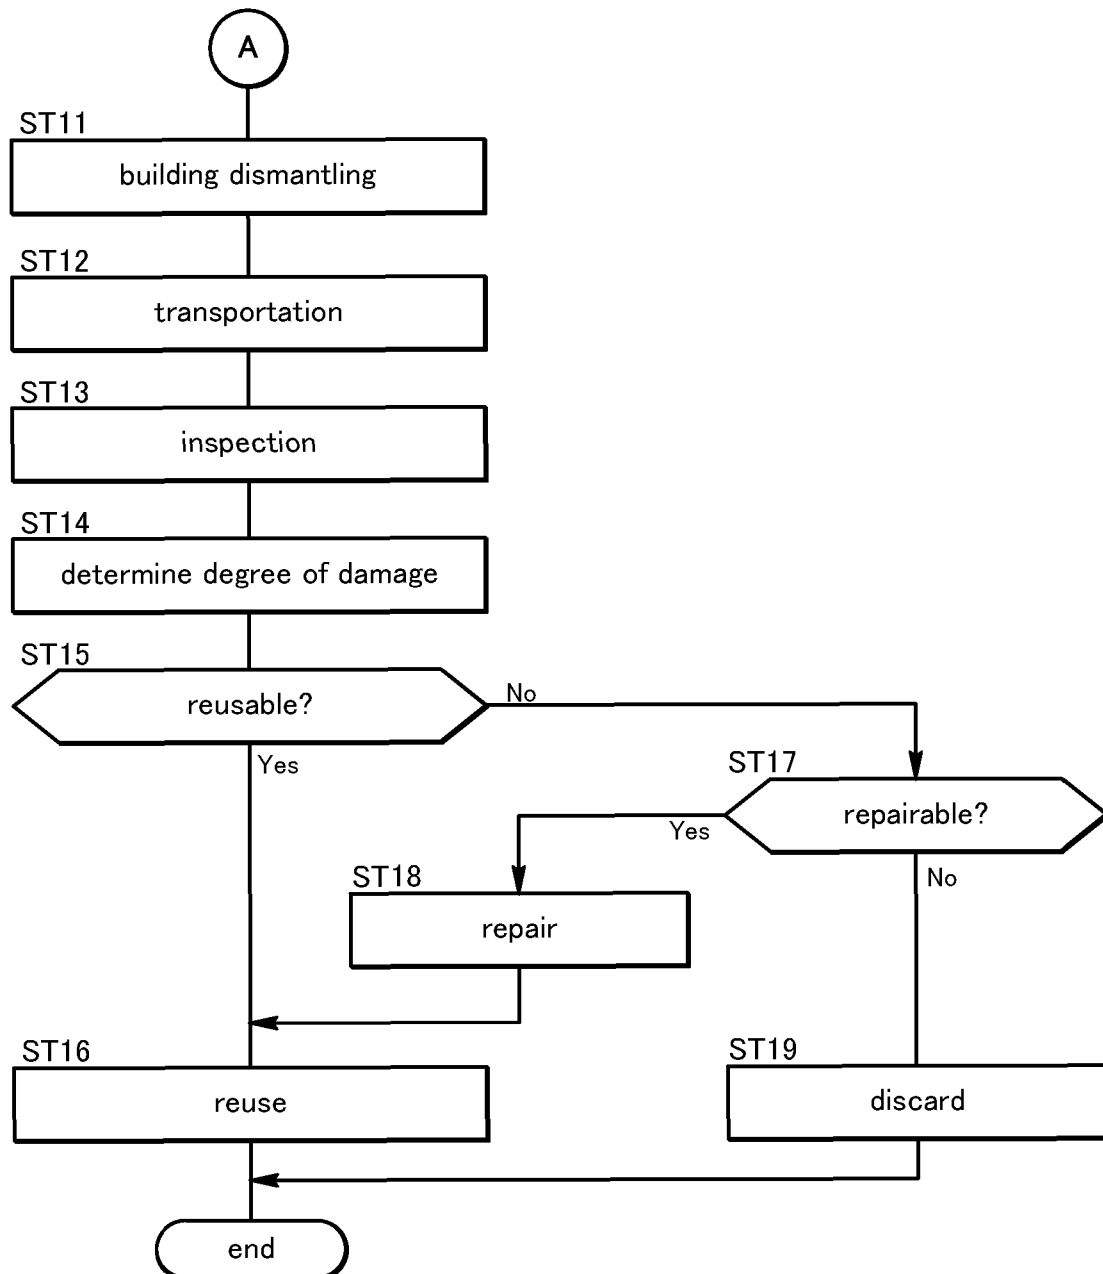 A
ST11
building dismantling
ST12
transportation
ST13
inspection
ST14
determine degree of damage
ST15
reusable?
No
Yes
ST17
repairable?
Yes
No
ST18
repair
ST16
reuse
ST19
discard
end